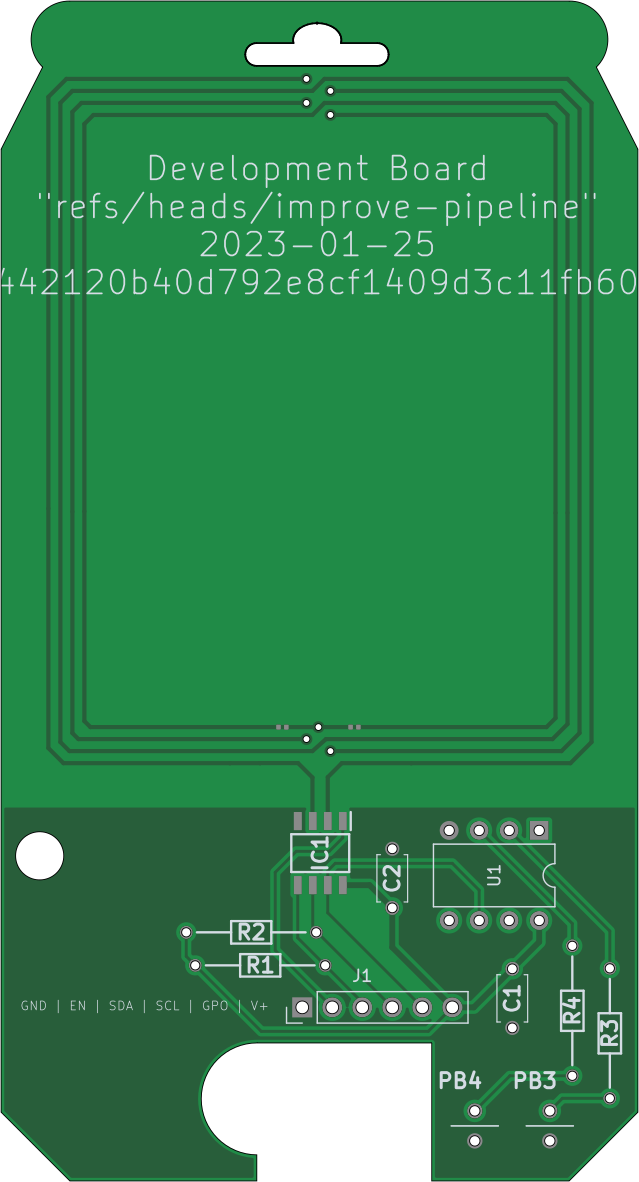 Development Board
"refs/heads/improve-pipeline"
2023-01-25
442120b40d792e8cf1409d3c11fb60
IC1
C2
U1
R2
R1
J1
GND | EN | SDA | SCL | GPO | V+
C1
R4
R3
PB4 PB3